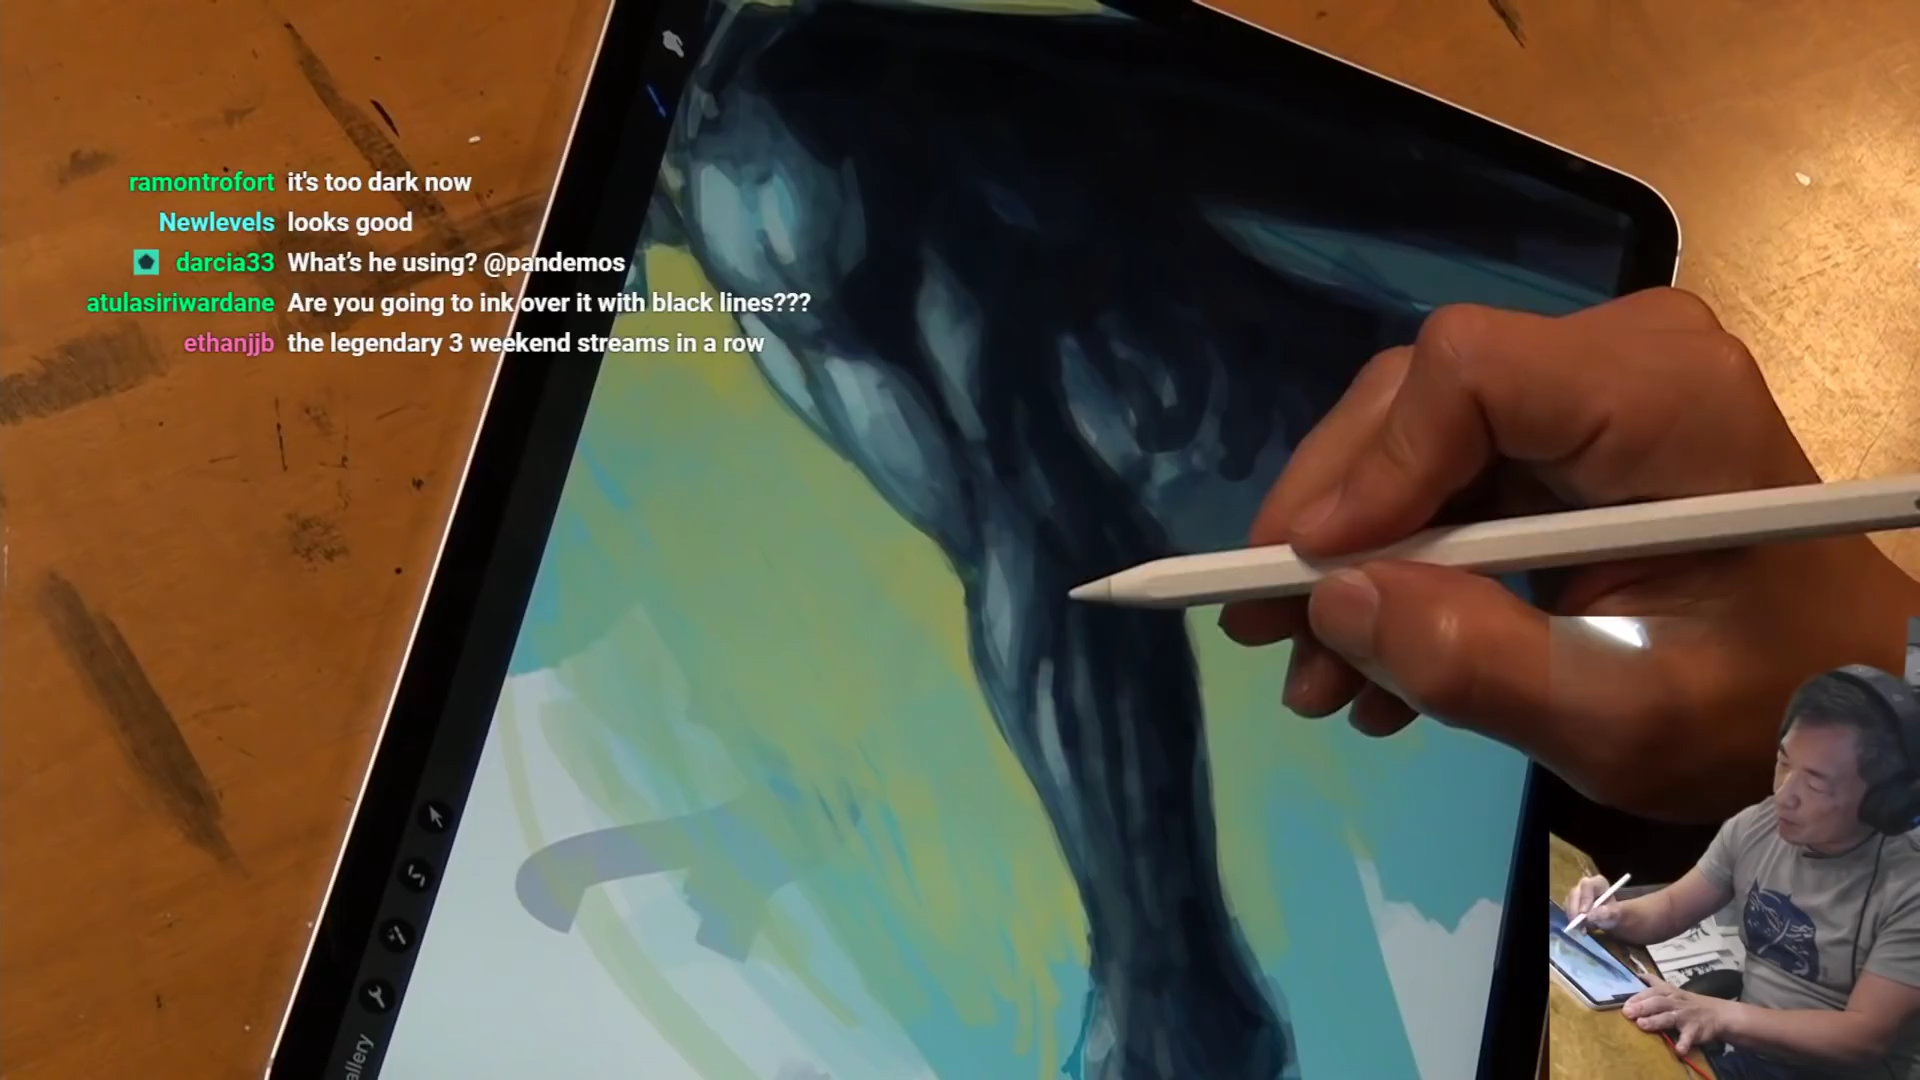 ramontrofort it's too dark now
Newlevels looks good
darcia33 What's he using? @pandemos
atulasiriwardane Are you going to ink over it with black lines???
ethanjjb the legendary 3 weekend streams in a row
allery